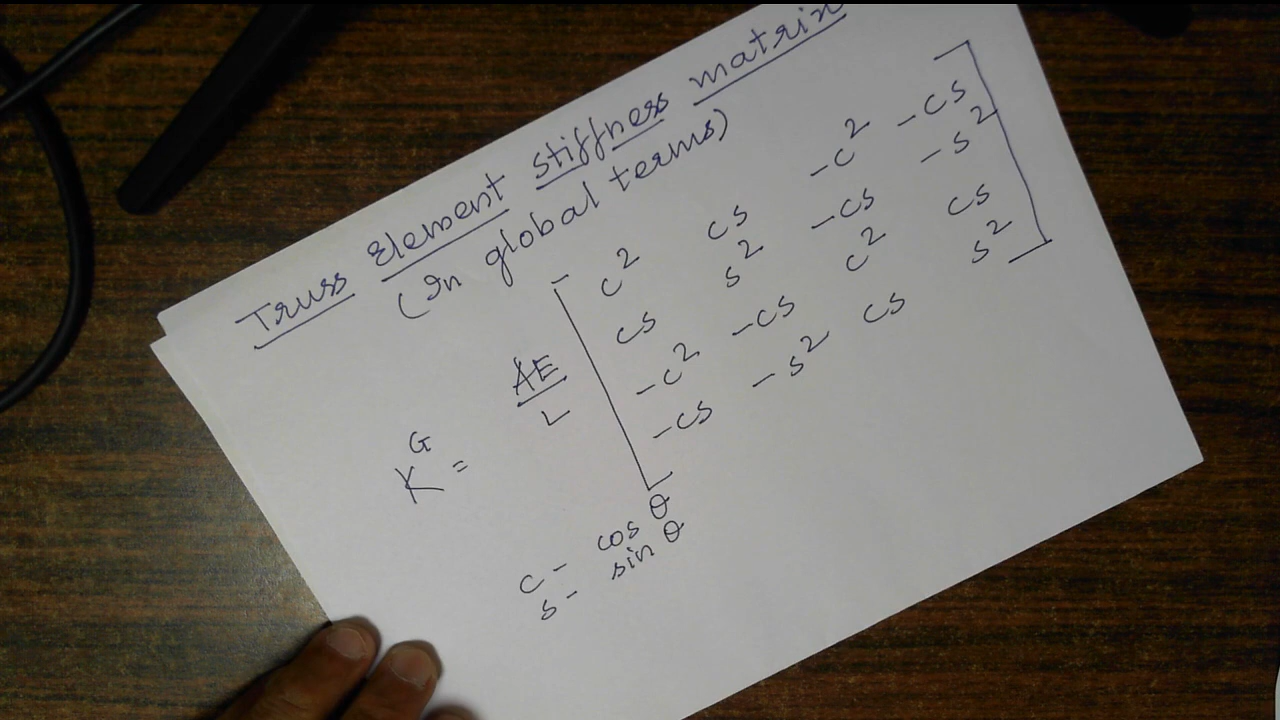 Truss Element stiffness matrix
(In global terms)
K^G = AE/L [
c² cs -c² -cs
cs s² -cs -s²
-c² -cs c² cs
-cs -s² cs s²
]
c - cos θ
s - sin θ